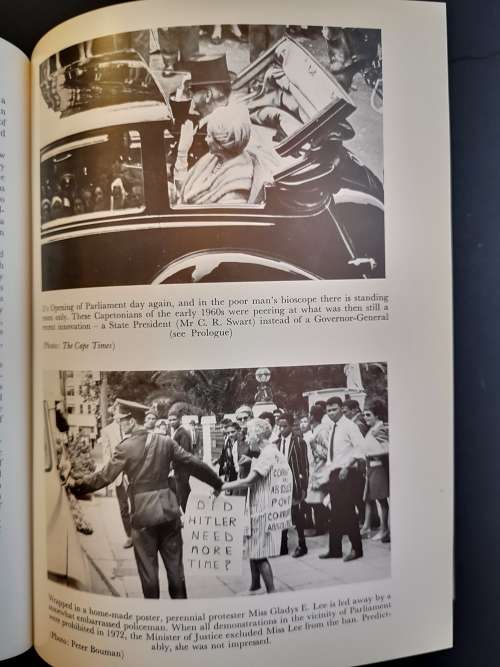 It's Opening of Parliament day again, and in the poor man's bioscope there is standing
room only. These Capetonians of the early 1960s were peering at what was then still a
recent innovation – a State President (Mr C. R. Swart) instead of a Governor-General
(see Prologue)
(Photo: The Cape Times)
DID
HITLER
NEED
MORE
TIME?
ABSOLUTE
POWE
CORRUP
ABSOLU
Wrapped in a home-made poster, perennial protester Miss Gladys E. Lee is led away by a
somewhat embarrassed policeman. When all demonstrations in the vicinity of Parliament
were prohibited in 1972, the Minister of Justice excluded Miss Lee from the ban. Predict-
ably, she was not impressed.
(Photo: Peter Bouman)